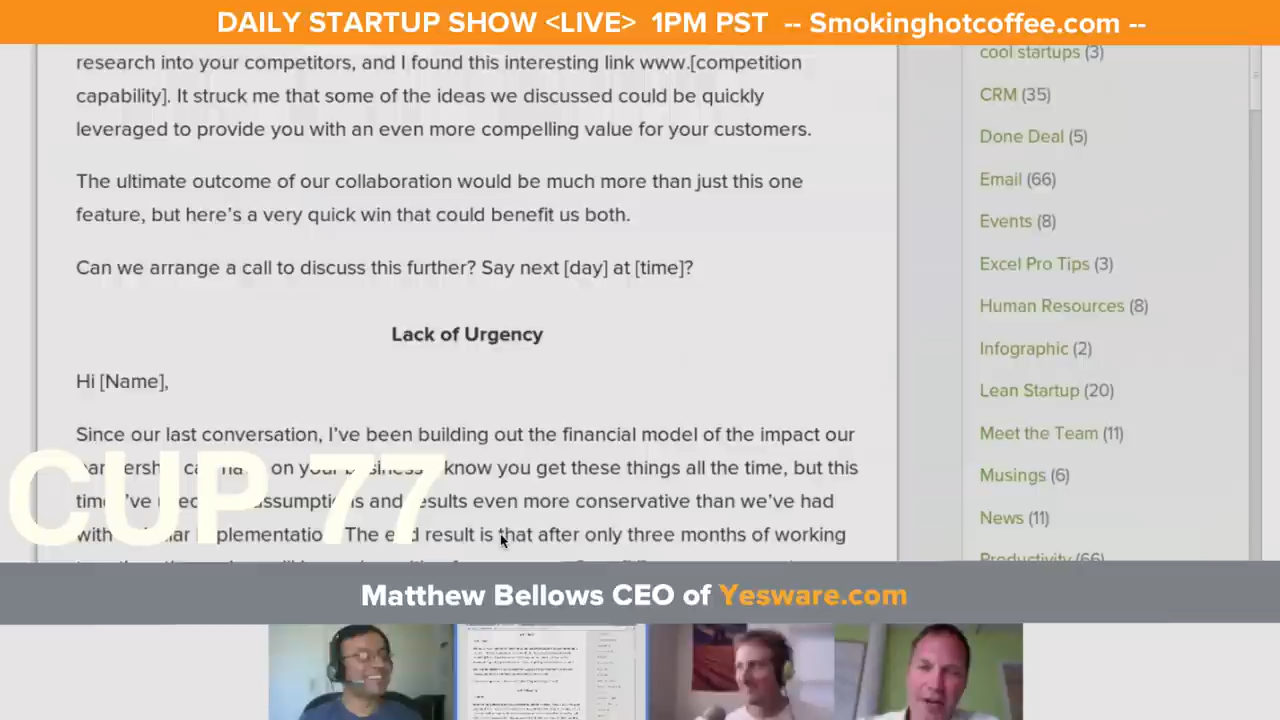 DAILY STARTUP SHOW <LIVE> 1PM PST -- Smokinghotcoffee.com --
research into your competitors, and I found this interesting link www.[competition
capability]. It struck me that some of the ideas we discussed could be quickly
leveraged to provide you with an even more compelling value for your customers.
The ultimate outcome of our collaboration would be much more than just this one
feature, but here's a very quick win that could benefit us both.
Can we arrange a call to discuss this further? Say next [day] at [time]?
Lack of Urgency
Hi [Name],
Since our last conversation, I've been building out the financial model of the impact our
on your business know you get these things all the time, but this
assumptions and results even more conservative than we've had
with The end result is that after only three months of working
CUP 77
cool startups (3)
CRM (35)
Done Deal (5)
Email (66)
Events (8)
Excel Pro Tips (3)
Human Resources (8)
Infographic (2)
Lean Startup (20)
Meet the Team (11)
Musings (6)
News (11)
Productivity (66)
Matthew Bellows CEO of Yesware.com